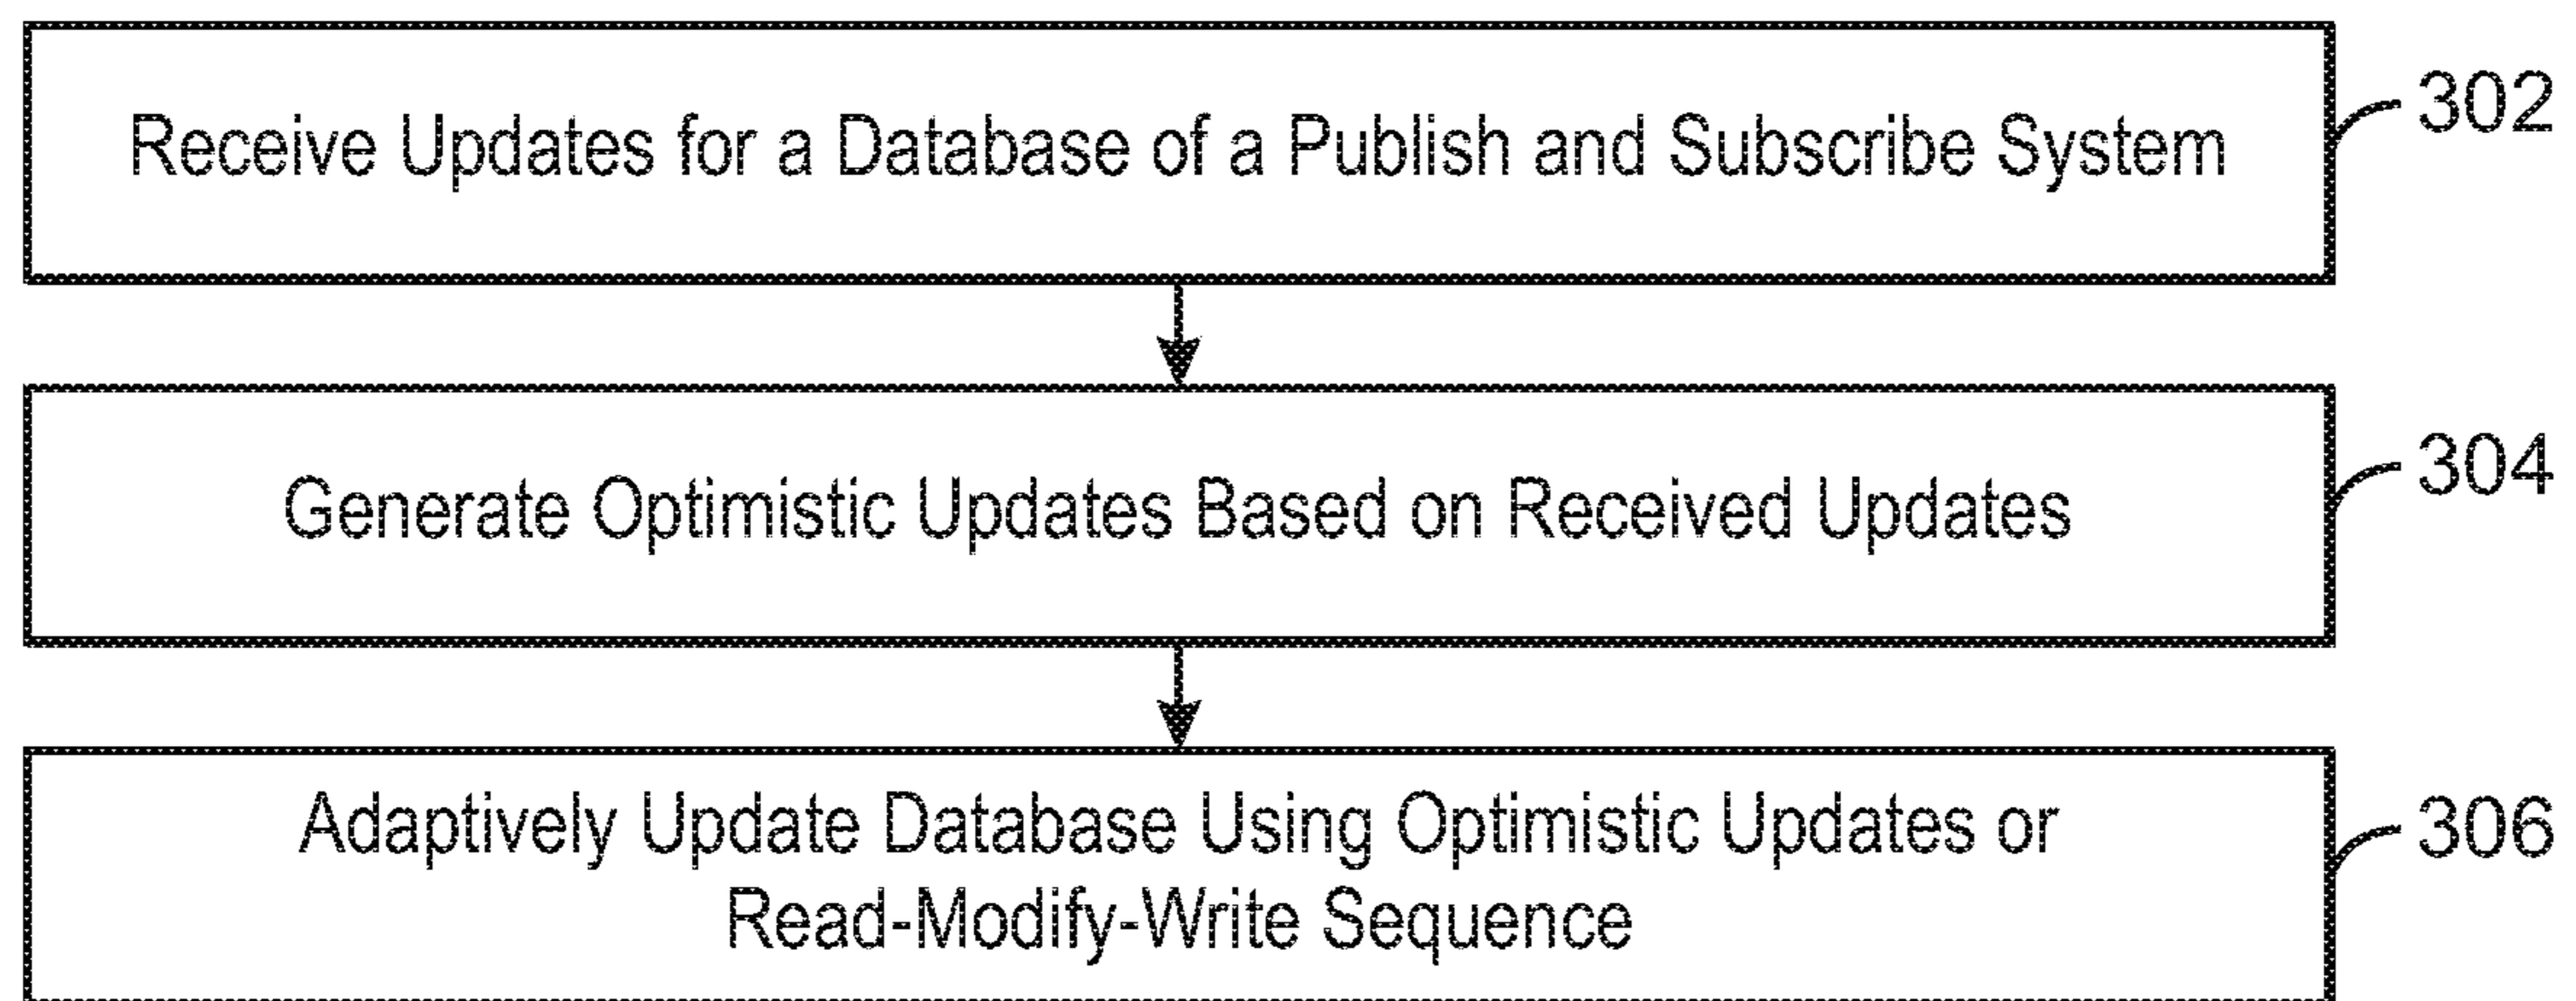 Receive Updates for a Database of a Publish and Subscribe System
302
Generate Optimistic Updates Based on Received Updates
304
Adaptively Update Database Using Optimistic Updates or
Read-Modify-Write Sequence
306